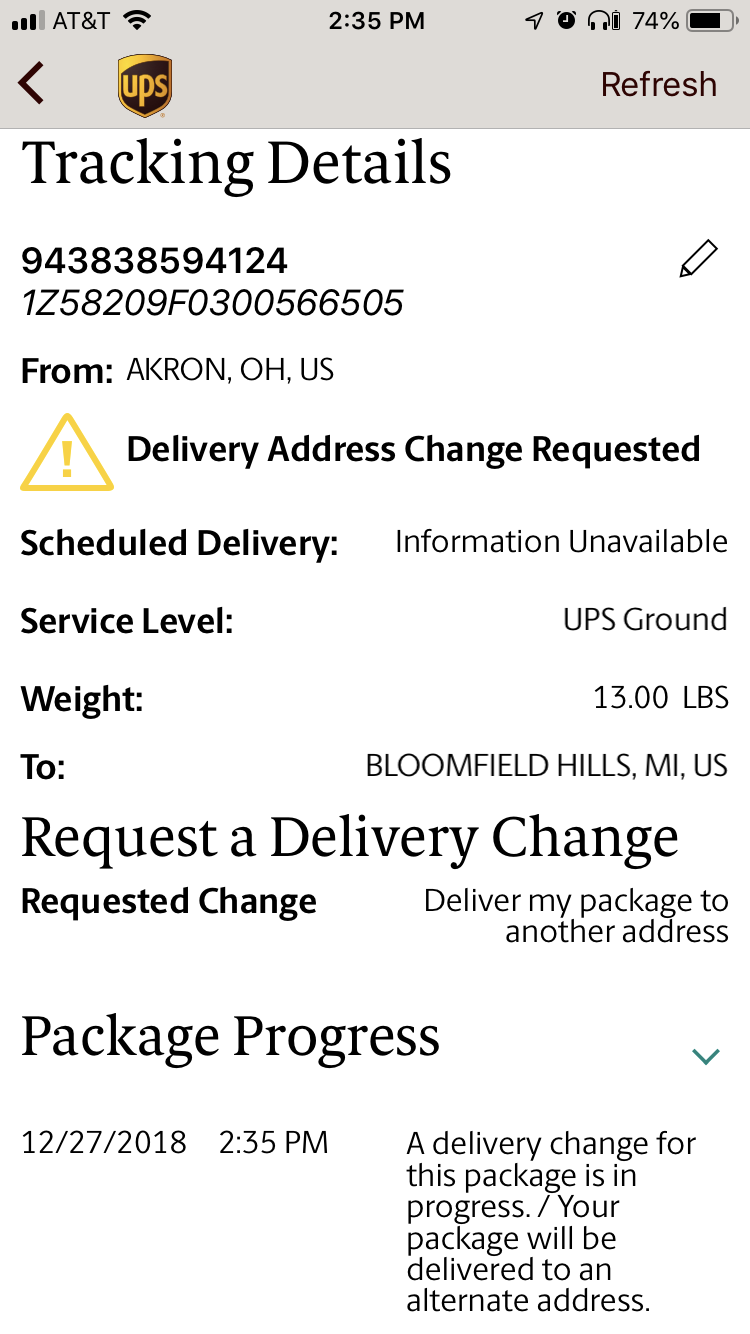 AT&T 2:35 PM 74%
ups Refresh
Tracking Details
943838594124
1Z58209F0300566505
From: AKRON, OH, US
! Delivery Address Change Requested
Scheduled Delivery: Information Unavailable
Service Level: UPS Ground
Weight: 13.00 LBS
To: BLOOMFIELD HILLS, MI, US
Request a Delivery Change
Requested Change Deliver my package to
another address
Package Progress
12/27/2018 2:35 PM A delivery change for
this package is in
progress. / Your
package will be
delivered to an
alternate address.